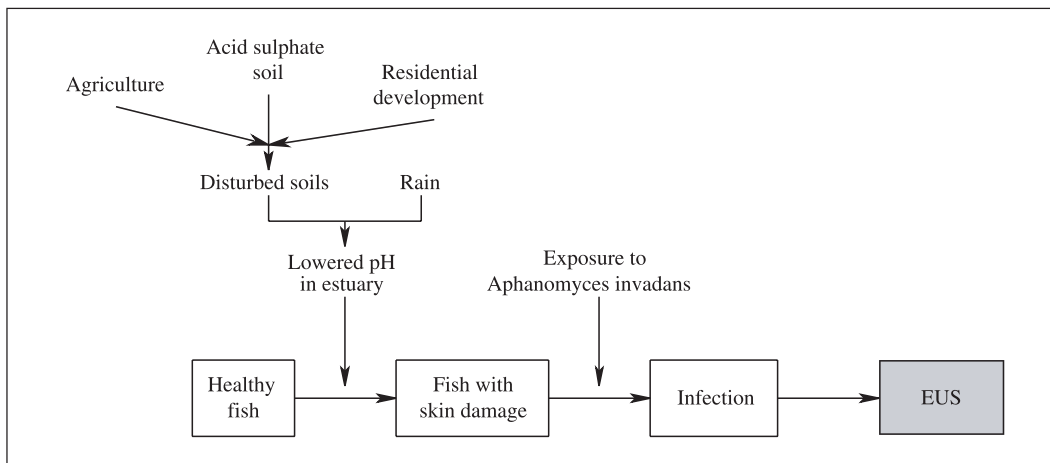 Acid sulphate
soil
Agriculture
Residential
development
Disturbed soils
Rain
Lowered pH
in estuary
Exposure to
Aphanomyces invadans
Healthy
fish
Fish with
skin damage
Infection
EUS